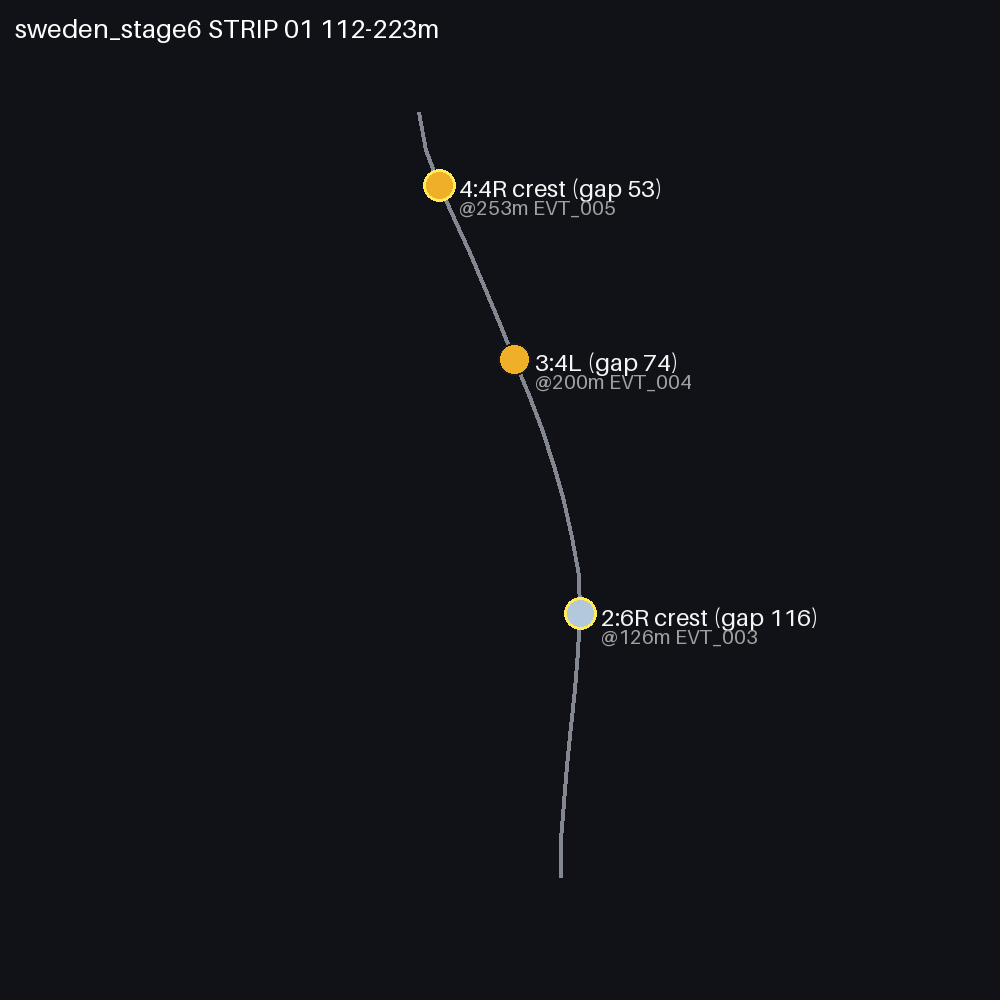 sweden_stage6 STRIP 01 112-223m
4:4R crest (gap 53)
@253m EVT_005
3:4L (gap 74)
@200m EVT_004
2:6R crest (gap 116)
@126m EVT_003